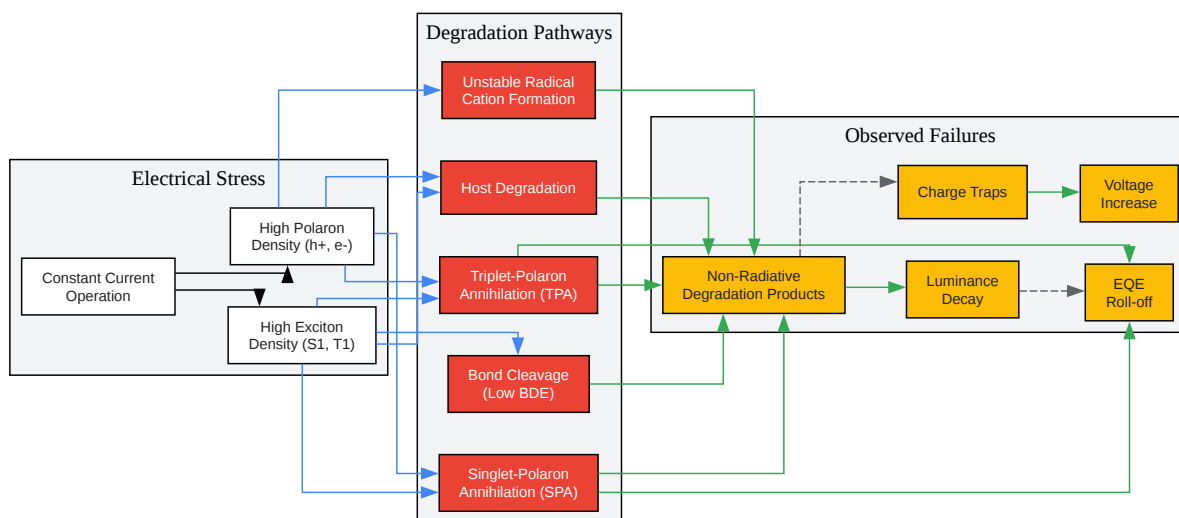 Degradation Pathways
Unstable Radical
Cation Formation
Observed Failures
Electrical Stress
Host Degradation
Charge Traps
Voltage
Increase
High Polaron
Density (h+, e-)
Constant Current
Operation
Triplet-Polaron
Annihilation (TPA)
Non-Radiative
Degradation Products
Luminance
Decay
EQE
Roll-off
High Exciton
Density (S1, T1)
Bond Cleavage
(Low BDE)
Singlet-Polaron
Annihilation (SPA)